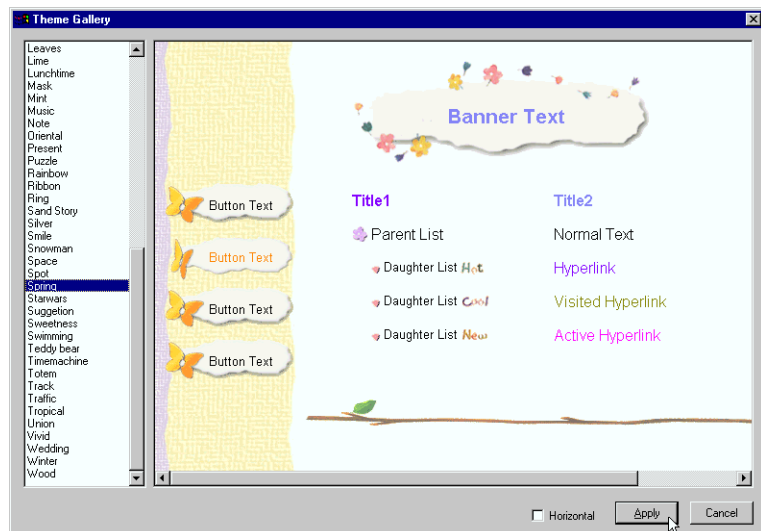 Theme Gallery
Leaves
Lime
Lunchtime
Mask
Mint
Music
Note
Oriental
Present
Puzzle
Rainbow
Ribbon
Ring
Sand Story
Silver
Smile
Snowman
Space
Spot
Spring
Starwars
Suggetion
Sweetness
Swimming
Teddy bear
Timemachine
Totem
Track
Traffic
Tropical
Union
Vivid
Wedding
Winter
Wood
Button Text
Button Text
Button Text
Button Text
Banner Text
Title1
Parent List
Daughter List Hot
Daughter List Cool
Daughter List New
Title2
Normal Text
Hyperlink
Visited Hyperlink
Active Hyperlink
Horizontal Apply Cancel